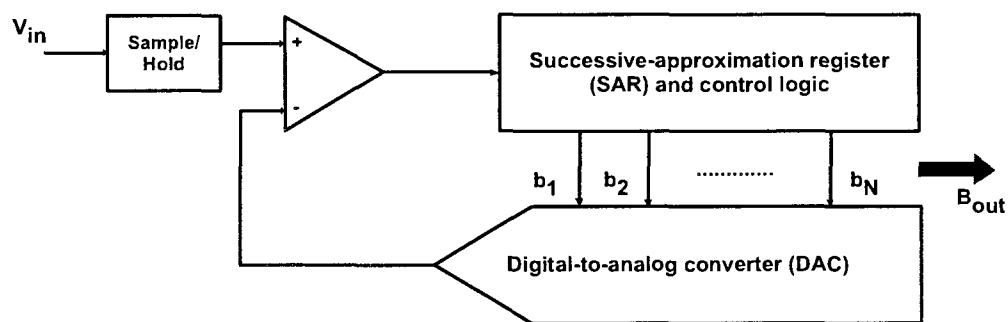 V_in
Sample/
Hold
+
-
Successive-approximation register
(SAR) and control logic
b_1 b_2 ............. b_N
B_out
Digital-to-analog converter (DAC)